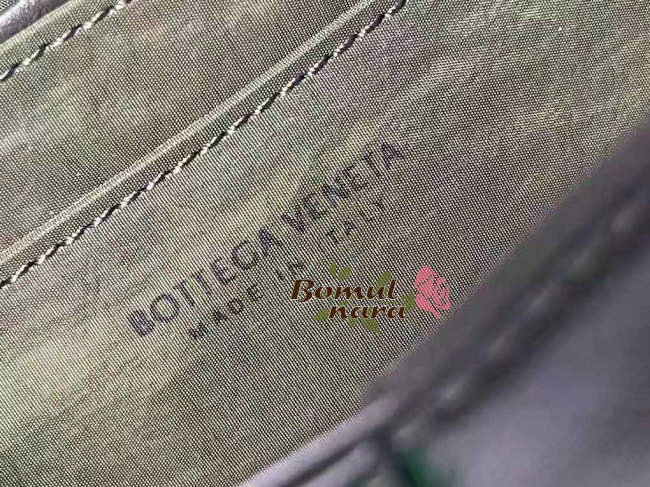 BOTTEGA VENETA
MADE IN ITALY
Bomul
nara